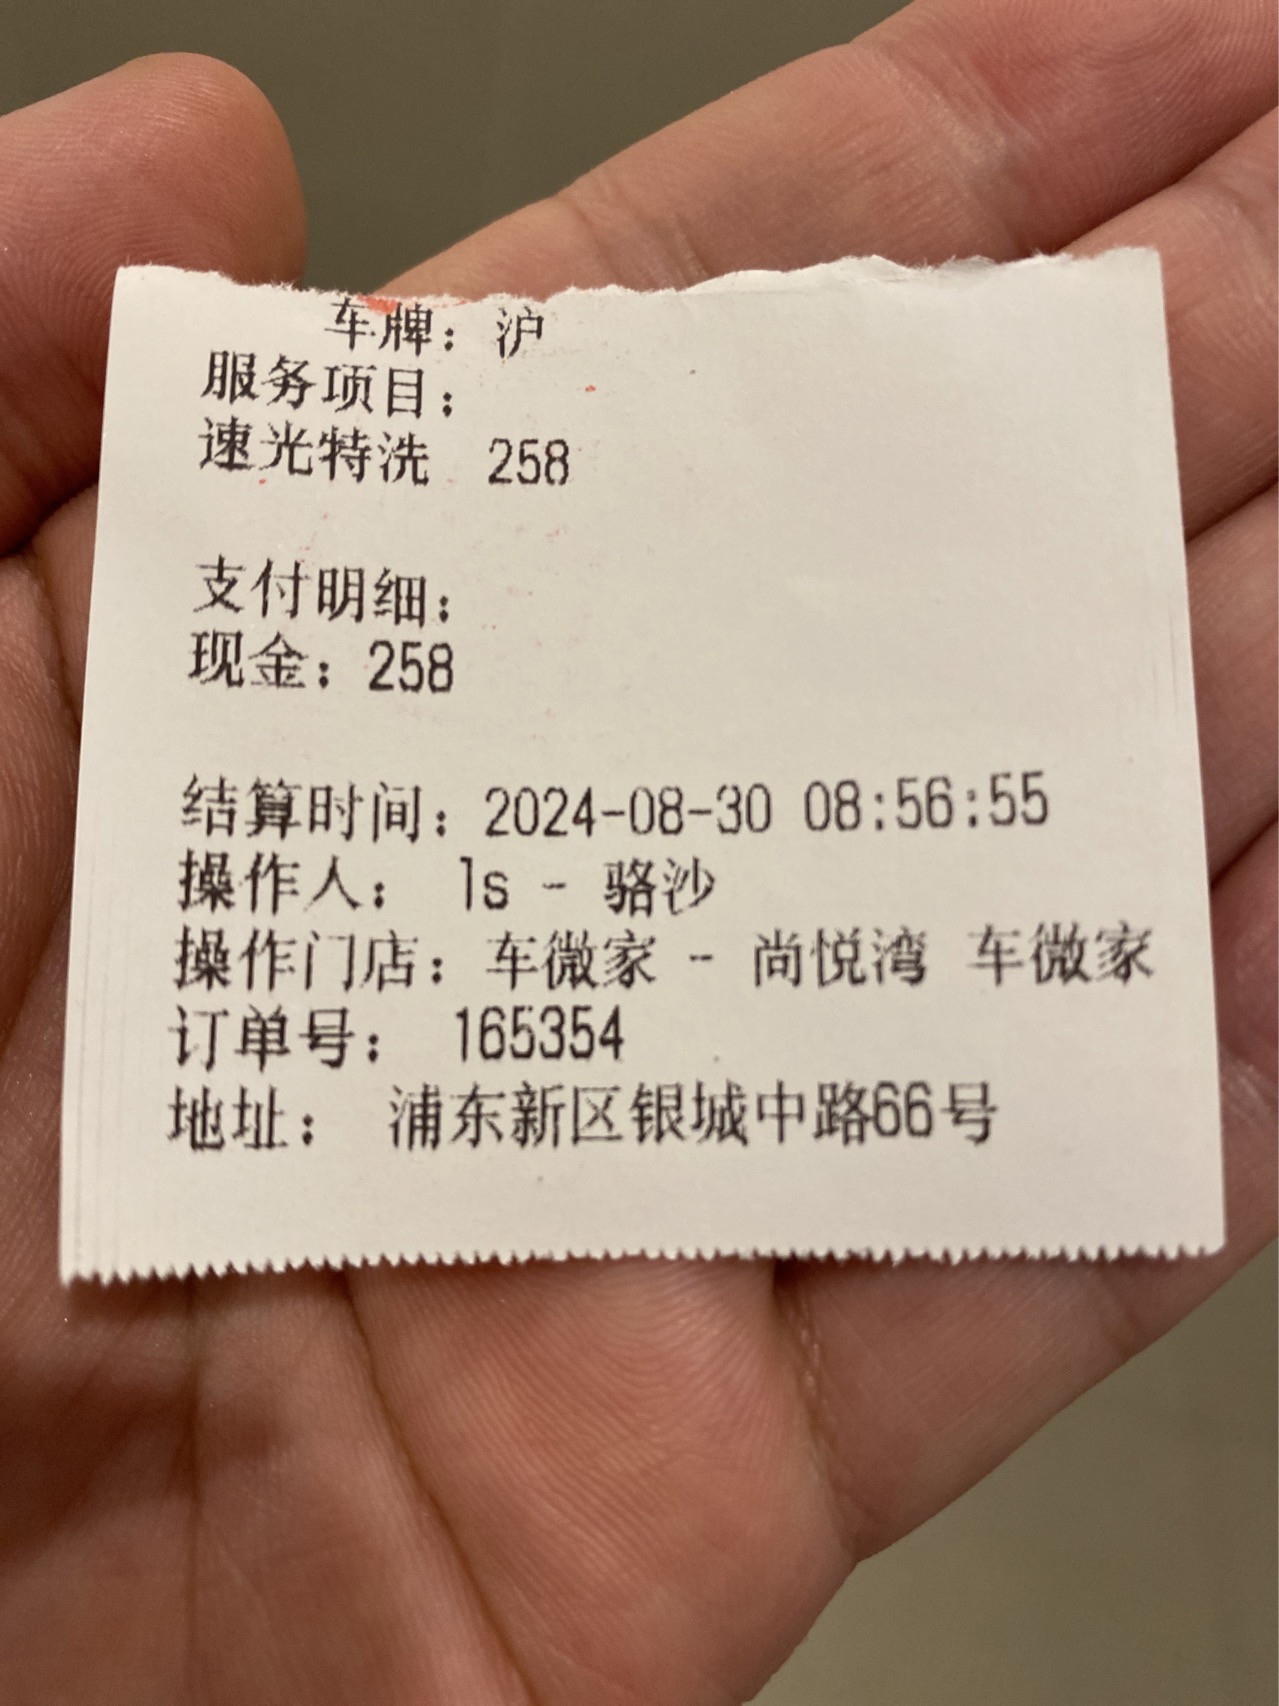 车牌：沪
服务项目：
速光特洗 258
支付明细：
现金：258
结算时间：2024-08-30 08:56:55
操作人： ls - 骆沙
操作门店：车微家 - 尚悦湾 车微家
订单号： 165354
地址： 浦东新区银城中路66号